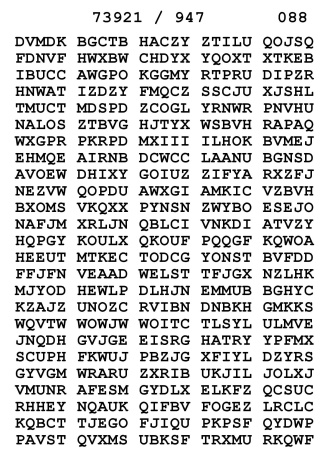 73921 / 947 088
DVMDK BGCTB HACZY ZTILU QOJSQ
FDNVF HWXBW CHDYX YQOXT XTKEB
IBUCC AWGPO KGGMY RTPRU DIPZR
HNWAT IZDZY FMQCZ SSCJU XJSHL
TMUCT MDSPD ZCOGL YRNWR PNVHU
NALOS ZTBVG HJTYX WSBVH RAPAQ
WXGPR PKRPD MXIII ILHOK BVMEJ
EHMQE AIRNB DCWCC LAANU BGNSD
AVOEW DHIXY GOIUZ ZIFYA RXZFJ
NEZVW QOPDU AWXGI AMKIC VZBVH
BXOMS VKQXX PYNSN ZWYBO ESEJO
NAFJM XRLJN QBLCI VNKDI ATVZY
HQPGY KOULX QKOUF PQQGF KQWOA
HEEUT MTKEC TODCG YONST BVFDD
FFJFN VEAAD WELST TFJGX NZLHK
MJYOD HEWLP DLHJN EMMUB BGHYC
KZAJZ UNOZC RVIBN DNBKH GMKKS
WQVTW WOWJW WOITC TLSYL ULMVE
JNQDH GVJGE EISRG HATRY YPFMX
SCUPH FKWUJ PBZJG XFIYL DZYRS
GYVGM WRARU ZXRIB UKJIL JOLXJ
VMUNR AFESM GYDLX ELKFZ QCSUC
RHHEY NQAUK QIFBV FOGEZ LRCLC
KQBCT TJEGO FJIQU PKPSF QYDWP
PAVST QVXMS UBKSF TRXMU RKQWF